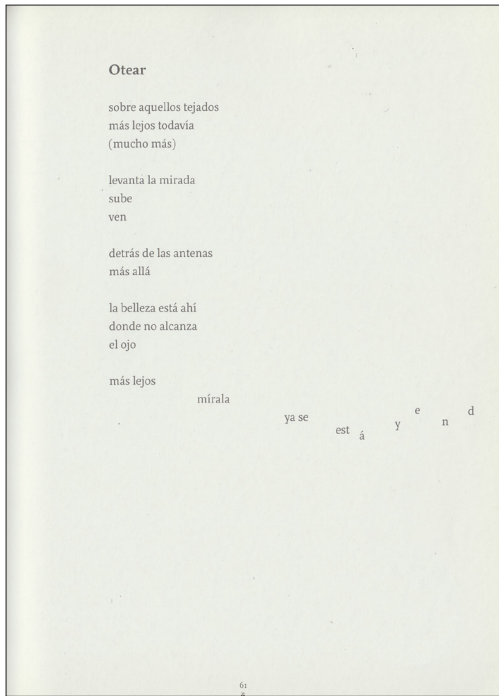 Otear
sobre aquellos tejados
más lejos todavía
(mucho más)
levanta la mirada
sube
ven
detrás de las antenas
más allá
la belleza está ahí
donde no alcanza
el ojo
más lejos
mírala
ya se
est á y e n d
61